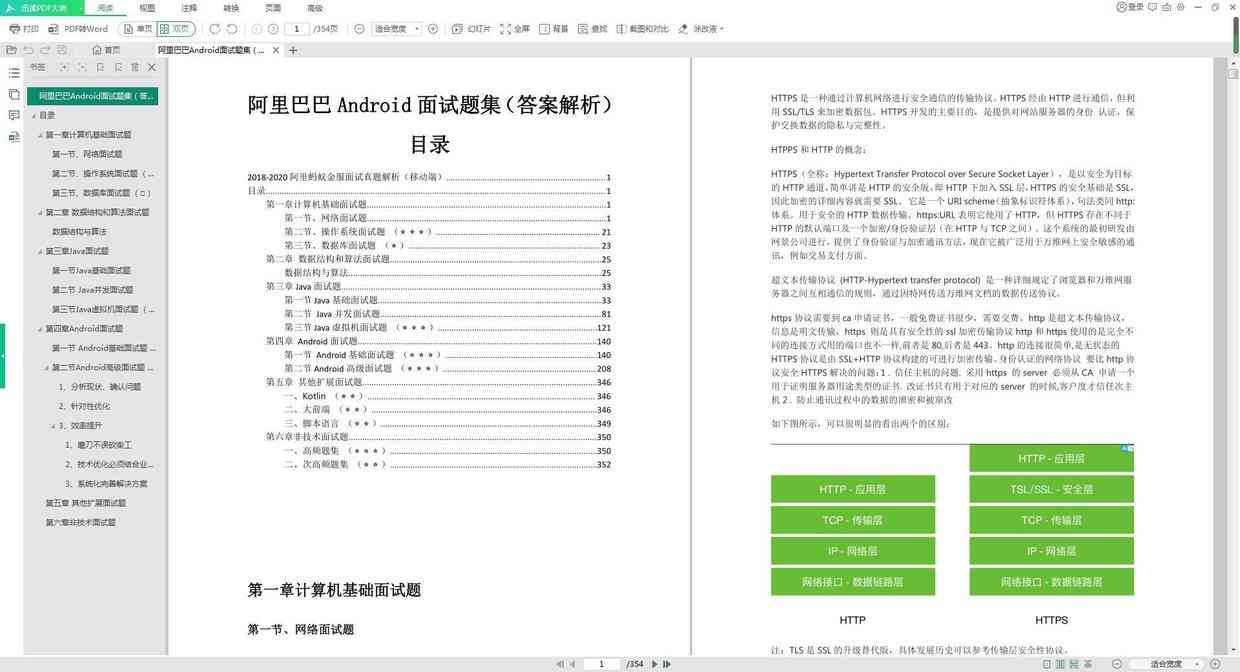 迅读PDF大师
阅读 视图 注释 转换 页面 高级
登录
打印 PDF转Word 单页 双页 1 /354页 适合宽度 幻灯片 全屏 背景 查找 截图和对比 涂改液
首页 阿里巴巴Android面试题集（...
书签
阿里巴巴Android面试题集（答...
目录
第一章计算机基础面试题
第一节、网络面试题
第二节、操作系统面试题（...
第三节、数据库面试题（▯）
第二章 数据结构和算法面试题
数据结构与算法
第三章Java面试题
第一节Java基础面试题
第二节 Java并发面试题
第三节Java虚拟机面试题（...
第四章Android面试题
第一节 Android基础面试题 ...
第二节Android高级面试题 ...
1、分析现状、确认问题
2、针对性优化
3、效率提升
1、磨刀不误砍柴工
2、技术优化必须结合业...
3、系统化完善解决方案
第五章 其他扩展面试题
第六章非技术面试题
阿里巴巴 Android 面试题集（答案解析）
目录
2018-2020 阿里蚂蚁金服面试真题解析（移动端）...1
目录...1
第一章计算机基础面试题...1
第一节、网络面试题...1
第二节、操作系统面试题 （★★★）...21
第三节、数据库面试题 （★）...23
第二章 数据结构和算法面试题...25
数据结构与算法...25
第三章 Java 面试题...33
第一节 Java 基础面试题...33
第二节 Java 并发面试题...81
第三节 Java 虚拟机面试题 （★★★）...121
第四章 Android 面试题...140
第一节 Android 基础面试题 （★★★）...140
第二节 Android 高级面试题 （★★★）...208
第五章 其他扩展面试题...346
一、Kotlin （★★）...346
二、大前端 （★★）...346
三、脚本语言 （★★）...349
第六章非技术面试题...350
一、高频题集 （★★★）...350
二、次高频题集 （★★）...352
第一章计算机基础面试题
第一节、网络面试题
HTTPS 是一种通过计算机网络进行安全通信的传输协议。HTTPS 经由 HTTP 进行通信，但利
用 SSL/TLS 来加密数据包。HTTPS 开发的主要目的，是提供对网站服务器的身份 认证，保
护交换数据的隐私与完整性。
HTPPS 和 HTTP 的概念：
HTTPS（全称：Hypertext Transfer Protocol over Secure Socket Layer），是以安全为目标
的 HTTP 通道，简单讲是 HTTP 的安全版。即 HTTP 下加入 SSL 层，HTTPS 的安全基础是 SSL，
因此加密的详细内容就需要 SSL。 它是一个 URI scheme（抽象标识符体系），句法类同 http:
体系。用于安全的 HTTP 数据传输。https:URL 表明它使用了 HTTP，但 HTTPS 存在不同于
HTTP 的默认端口及一个加密/身份验证层（在 HTTP 与 TCP 之间）。这个系统的最初研发由
网景公司进行，提供了身份验证与加密通讯方法，现在它被广泛用于万维网上安全敏感的通
讯，例如交易支付方面。
超文本传输协议 (HTTP-Hypertext transfer protocol) 是一种详细规定了浏览器和万维网服
务器之间互相通信的规则，通过因特网传送万维网文档的数据传送协议。
https 协议需要到 ca 申请证书，一般免费证书很少，需要交费。http 是超文本传输协议，
信息是明文传输，https 则是具有安全性的 ssl 加密传输协议 http 和 https 使用的是完全不
同的连接方式用的端口也不一样,前者是 80,后者是 443。http 的连接很简单,是无状态的
HTTPS 协议是由 SSL+HTTP 协议构建的可进行加密传输、身份认证的网络协议 要比 http 协
议安全 HTTPS 解决的问题：1 . 信任主机的问题. 采用 https 的 server 必须从 CA 申请一个
用于证明服务器用途类型的证书. 改证书只有用于对应的 server 的时候,客户度才信任次主
机 2 . 防止通讯过程中的数据的泄密和被窜改
如下图所示，可以很明显的看出两个的区别：
HTTP - 应用层
HTTP - 应用层 TSL/SSL - 安全层
TCP - 传输层 TCP - 传输层
IP - 网络层 IP - 网络层
网络接口 - 数据链路层 网络接口 - 数据链路层
HTTP HTTPS
注：TLS 是 SSL 的升级替代版，具体发展历史可以参考传输层安全性协议。
1 /354 适合宽度